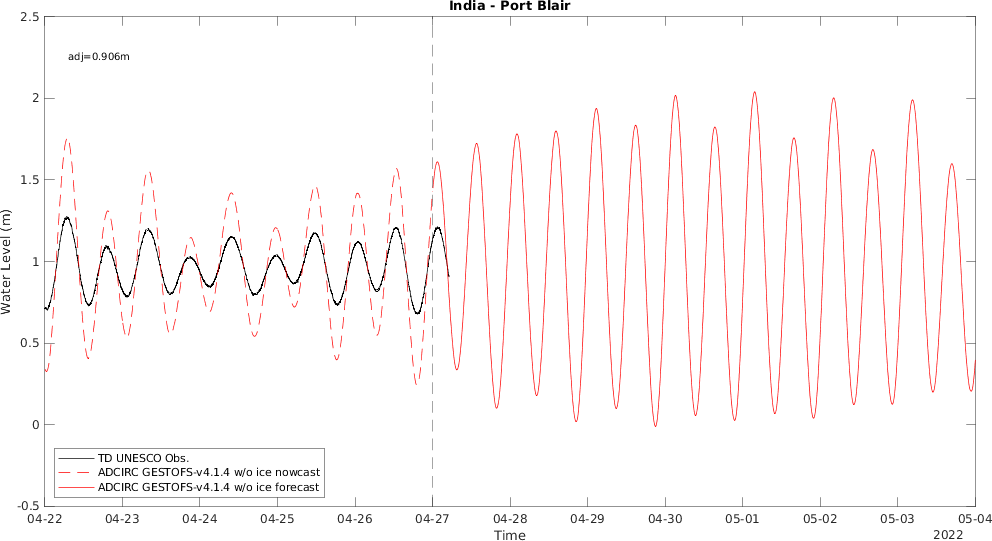 India - Port Blair
2.5
2
1.5
1
0.5
0
-0.5
Water Level (m)
adj=0.906m
TD UNESCO Obs.
ADCIRC GESTOFS-v4.1.4 w/o ice nowcast
ADCIRC GESTOFS-v4.1.4 w/o ice forecast
04-22 04-23 04-24 04-25 04-26 04-27 04-28 04-29 04-30 05-01 05-02 05-03 05-04
Time
2022